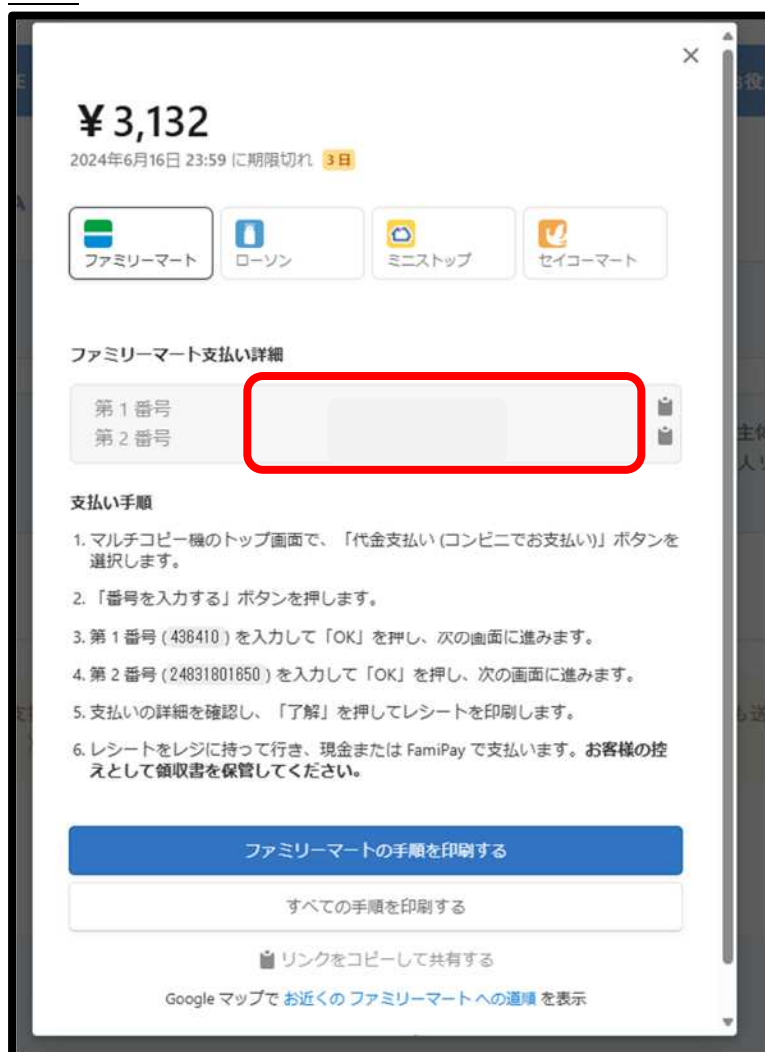 ¥3,132
2024年6月16日 23:59 に期限切れ 3日
ファミリーマート
ローソン
ミニストップ
セイコーマート
ファミリーマート支払い詳細
第1番号
第2番号
支払い手順
1. マルチコピー機のトップ画面で、「代金支払い (コンビニでお支払い)」ボタンを
選択します。
2. 「番号を入力する」ボタンを押します。
3. 第1番号 ( 436410 ) を入力して「OK」を押し、次の画面に進みます。
4. 第2番号 ( 24831801650 ) を入力して「OK」を押し、次の画面に進みます。
5. 支払いの詳細を確認し、「了解」を押してレシートを印刷します。
6. レシートをレジに持って行き、現金または FamiPay で支払います。お客様の控
えとして領収書を保管してください。
ファミリーマートの手順を印刷する
すべての手順を印刷する
リンクをコピーして共有する
Google マップで お近くの ファミリーマート への道順 を表示